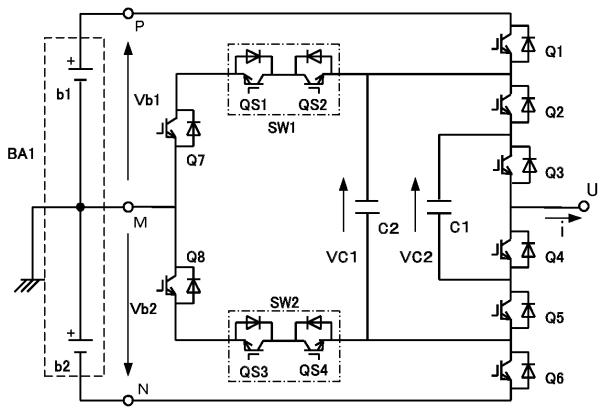 P
+
b1
Vb1
QS1 QS2
SW1
Q1
Q2
Q7
Q3
BA1
M
U
i
VC1
C2
VC2
C1
Q8
Q4
Vb2
SW2
+
b2
QS3 QS4
Q5
Q6
N